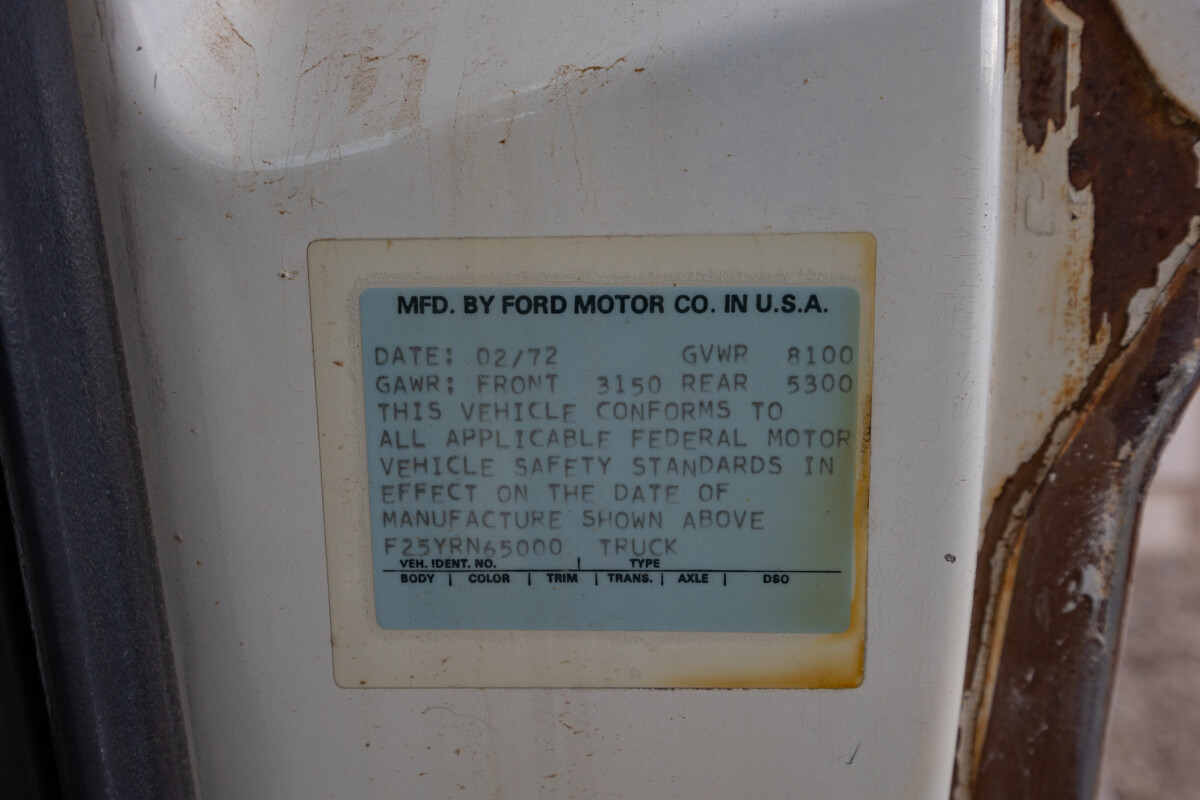 MFD. BY FORD MOTOR CO. IN U.S.A.
DATE: 02/72 GVWR 8100
GAWR: FRONT 3150 REAR 5300
THIS VEHICLE CONFORMS TO
ALL APPLICABLE FEDERAL MOTOR
VEHICLE SAFETY STANDARDS IN
EFFECT ON THE DATE OF
MANUFACTURE SHOWN ABOVE
F25YRN65000 TRUCK
VEH. IDENT. NO. | TYPE
BODY | COLOR | TRIM | TRANS. | AXLE | DSO